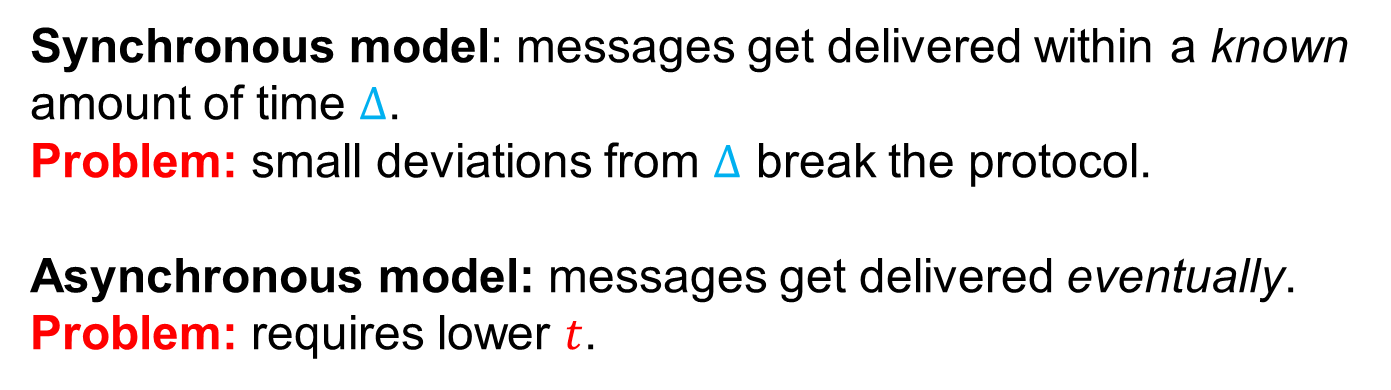 Synchronous model: messages get delivered within a known
amount of time Δ.
Problem: small deviations from Δ break the protocol.
Asynchronous model: messages get delivered eventually.
Problem: requires lower t.